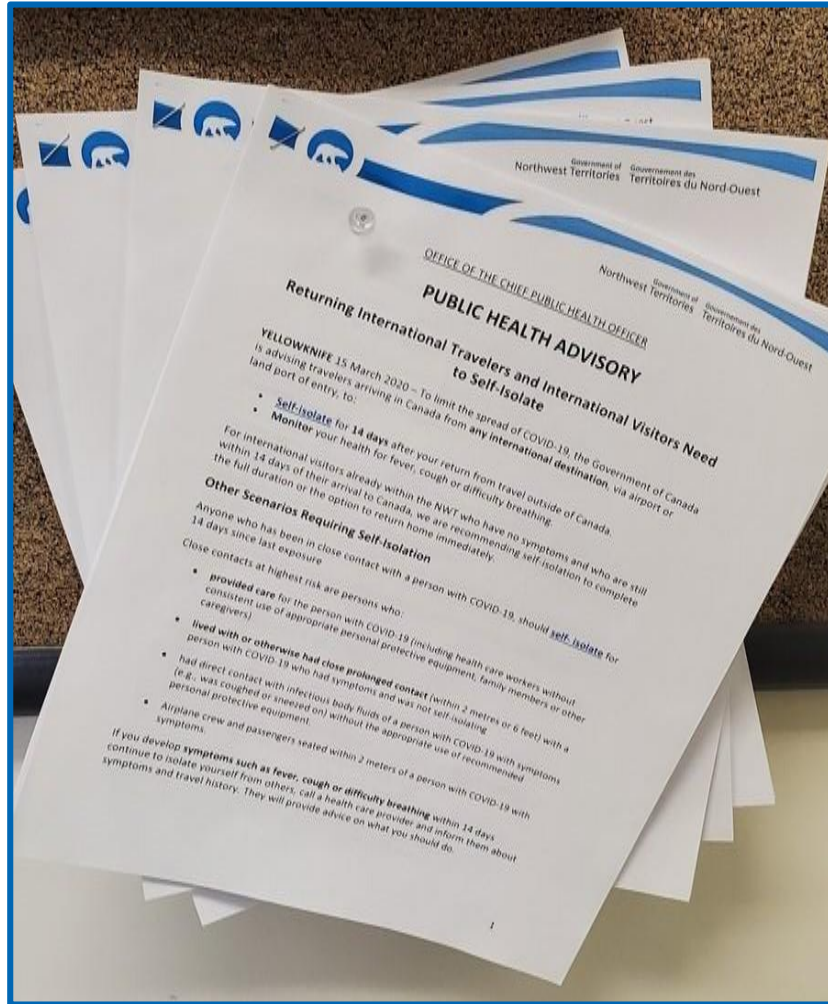 Government of Gouvernement des
Northwest Territories Territoires du Nord-Ouest
Government of Gouvernement des
Northwest Territories Territoires du Nord-Ouest
OFFICE OF THE CHIEF PUBLIC HEALTH OFFICER
PUBLIC HEALTH ADVISORY
Returning International Travelers and International Visitors Need
to Self-Isolate
YELLOWKNIFE 15 March 2020 – To limit the spread of COVID-19, the Government of Canada
is advising travelers arriving in Canada from any international destination, via airport or
land port of entry, to:
• Self-isolate for 14 days after your return from travel outside of Canada.
• Monitor your health for fever, cough or difficulty breathing.
For international visitors already within the NWT who have no symptoms and who are still
within 14 days of their arrival to Canada, we are recommending self-isolation to complete
the full duration or the option to return home immediately.
Other Scenarios Requiring Self-Isolation
Anyone who has been in close contact with a person with COVID-19, should self- isolate for
14 days since last exposure
Close contacts at highest risk are persons who:
• provided care for the person with COVID-19 (including health care workers without
consistent use of appropriate personal protective equipment, family members or other
caregivers)
• lived with or otherwise had close prolonged contact (within 2 metres or 6 feet) with a
person with COVID-19 who had symptoms and was not self-isolating
• had direct contact with infectious body fluids of a person with COVID-19 with symptoms
(e.g., was coughed or sneezed on) without the appropriate use of recommended
personal protective equipment.
• Airplane crew and passengers seated within 2 meters of a person with COVID-19 with
symptoms.
If you develop symptoms such as fever, cough or difficulty breathing within 14 days
continue to isolate yourself from others, call a health care provider and inform them about
symptoms and travel history. They will provide advice on what you should do.
1